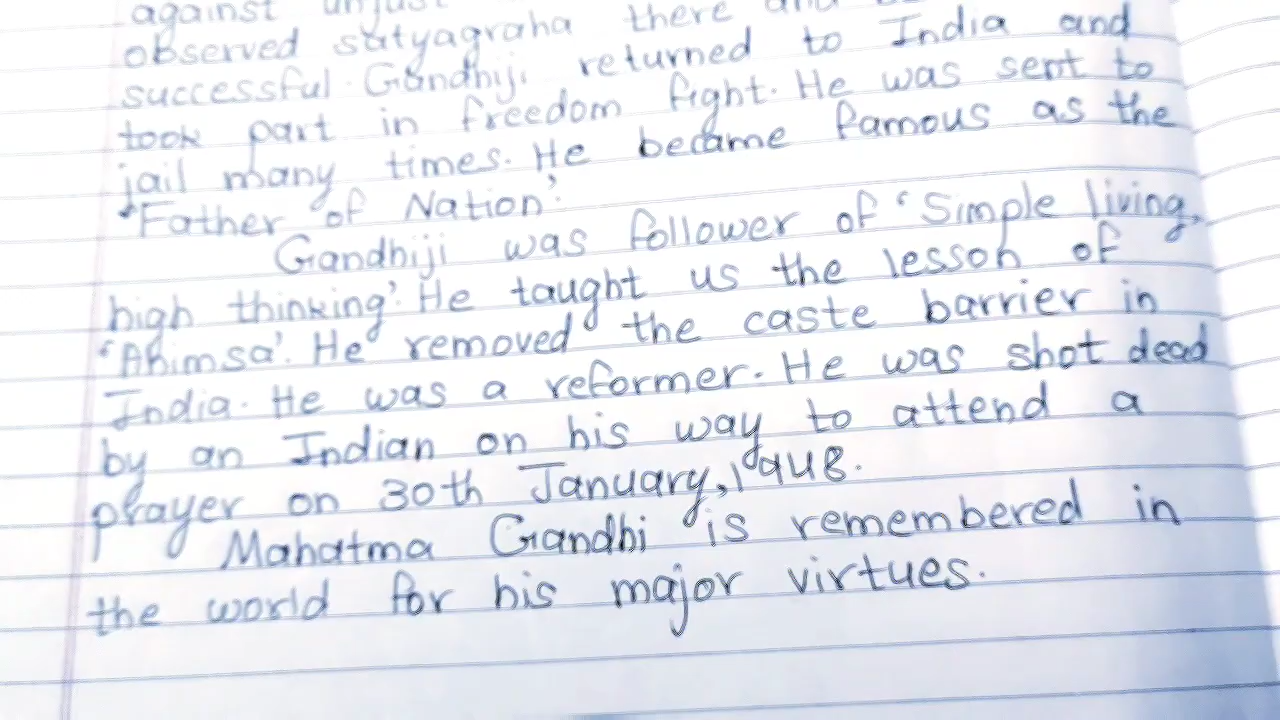 against unjust
observed satyagraha there and
successful. Gandhiji returned to India and
took part in freedom fight. He was sent to
jail many times. He became famous as the
'Father of Nation'.
Gandhiji was follower of 'Simple living,
high thinking'. He taught us the lesson of
'Ahimsa'. He removed the caste barrier in
India. He was a reformer. He was shot dead
by an Indian on his way to attend a
prayer on 30th January, 1948.
Mahatma Gandhi is remembered in
the world for his major virtues.